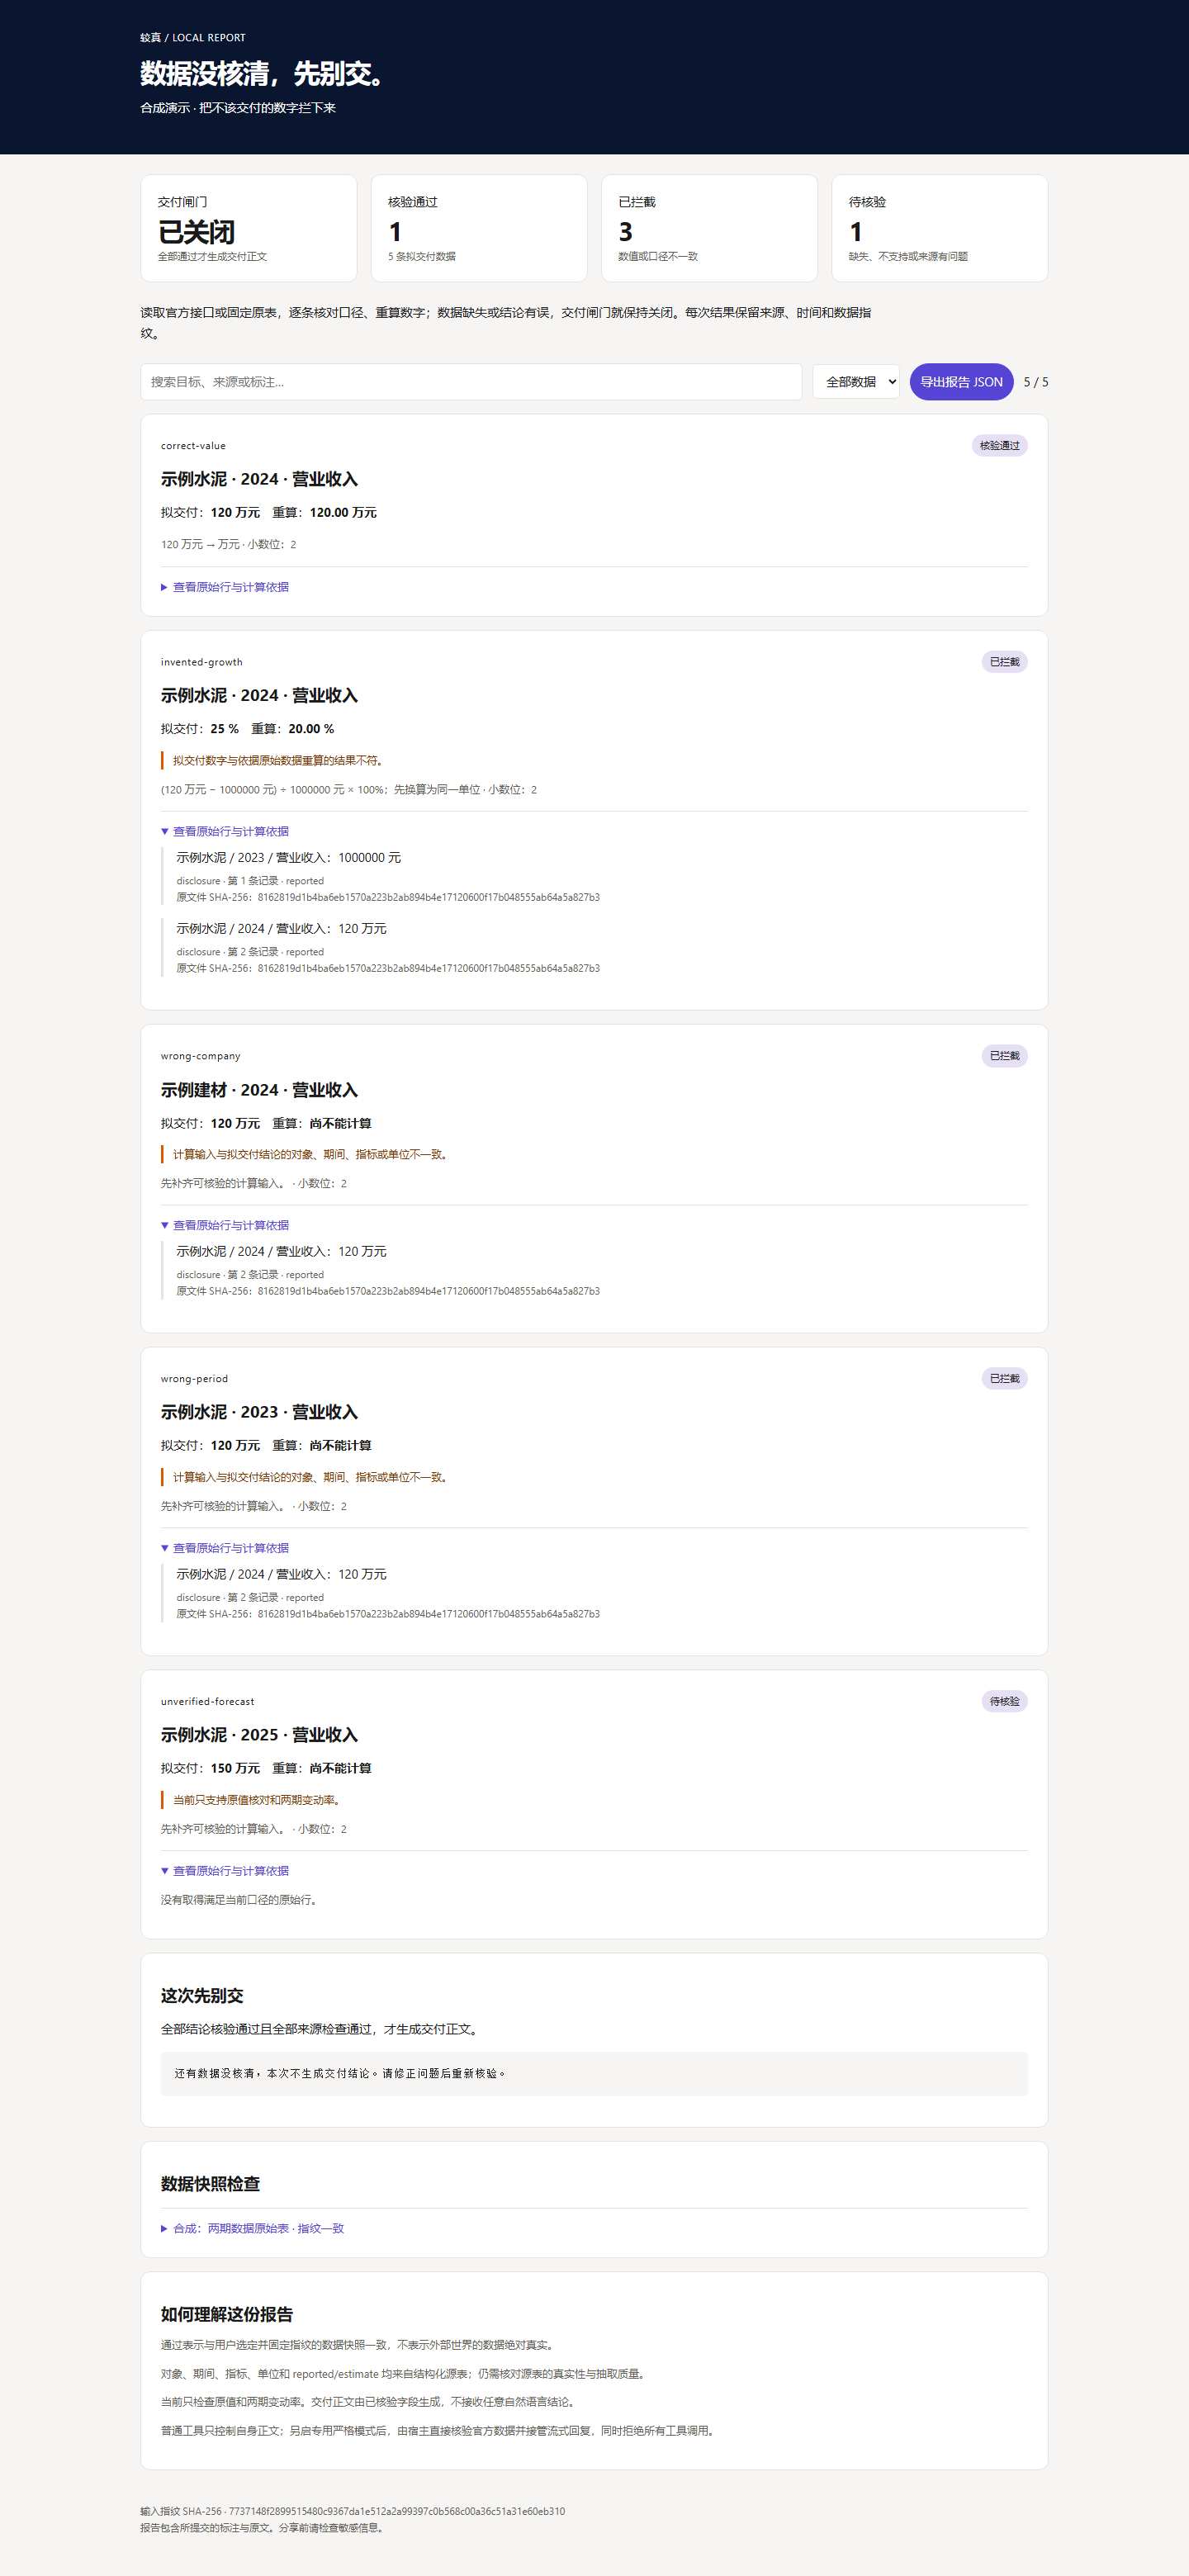 较真 / LOCAL REPORT
数据没核清，先别交。
合成演示 · 把不该交付的数字拦下来
交付闸门
已关闭
全部通过才生成交付正文
核验通过
1
5 条拟交付数据
已拦截
3
数值或口径不一致
待核验
1
缺失、不支持或来源有问题
读取官方接口或固定原表，逐条核对口径、重算数字；数据缺失或结论有误，交付闸门就保持关闭。每次结果保留来源、时间和数据指
纹。
搜索目标、来源或标注...
全部数据
导出报告 JSON
5 / 5
correct-value
核验通过
示例水泥 · 2024 · 营业收入
拟交付：120 万元 重算：120.00 万元
120 万元 → 万元 · 小数位：2
▶ 查看原始行与计算依据
invented-growth
已拦截
示例水泥 · 2024 · 营业收入
拟交付：25 % 重算：20.00 %
拟交付数字与依据原始数据重算的结果不符。
(120 万元 − 1000000 元) ÷ 1000000 元 × 100%；先换算为同一单位 · 小数位：2
▼ 查看原始行与计算依据
示例水泥 / 2023 / 营业收入：1000000 元
disclosure · 第 1 条记录 · reported
原文件 SHA-256：8162819d1b4ba6eb1570a223b2ab894b4e17120600f17b048555ab64a5a827b3
示例水泥 / 2024 / 营业收入：120 万元
disclosure · 第 2 条记录 · reported
原文件 SHA-256：8162819d1b4ba6eb1570a223b2ab894b4e17120600f17b048555ab64a5a827b3
wrong-company
已拦截
示例建材 · 2024 · 营业收入
拟交付：120 万元 重算：尚不能计算
计算输入与拟交付结论的对象、期间、指标或单位不一致。
先补齐可核验的计算输入。 · 小数位：2
▼ 查看原始行与计算依据
示例水泥 / 2024 / 营业收入：120 万元
disclosure · 第 2 条记录 · reported
原文件 SHA-256：8162819d1b4ba6eb1570a223b2ab894b4e17120600f17b048555ab64a5a827b3
wrong-period
已拦截
示例水泥 · 2023 · 营业收入
拟交付：120 万元 重算：尚不能计算
计算输入与拟交付结论的对象、期间、指标或单位不一致。
先补齐可核验的计算输入。 · 小数位：2
▼ 查看原始行与计算依据
示例水泥 / 2024 / 营业收入：120 万元
disclosure · 第 2 条记录 · reported
原文件 SHA-256：8162819d1b4ba6eb1570a223b2ab894b4e17120600f17b048555ab64a5a827b3
unverified-forecast
待核验
示例水泥 · 2025 · 营业收入
拟交付：150 万元 重算：尚不能计算
当前只支持原值核对和两期变动率。
先补齐可核验的计算输入。 · 小数位：2
▼ 查看原始行与计算依据
没有取得满足当前口径的原始行。
这次先别交
全部结论核验通过且全部来源检查通过，才生成交付正文。
还有数据没核清，本次不生成交付结论。请修正问题后重新核验。
数据快照检查
▶ 合成：两期数据原始表 · 指纹一致
如何理解这份报告
通过表示与用户选定并固定指纹的数据快照一致，不表示外部世界的数据绝对真实。
对象、期间、指标、单位和 reported/estimate 均来自结构化源表；仍需核对源表的真实性与抽取质量。
当前只检查原值和两期变动率。交付正文由已核验字段生成，不接收任意自然语言结论。
普通工具只控制自身正文；另启专用严格模式后，由宿主直接核验官方数据并接管流式回复，同时拒绝所有工具调用。
输入指纹 SHA-256 · 7737148f2899515480c9367da1e512a2a99397c0b568c00a36c51a31e60eb310
报告包含所提交的标注与原文。分享前请检查敏感信息。